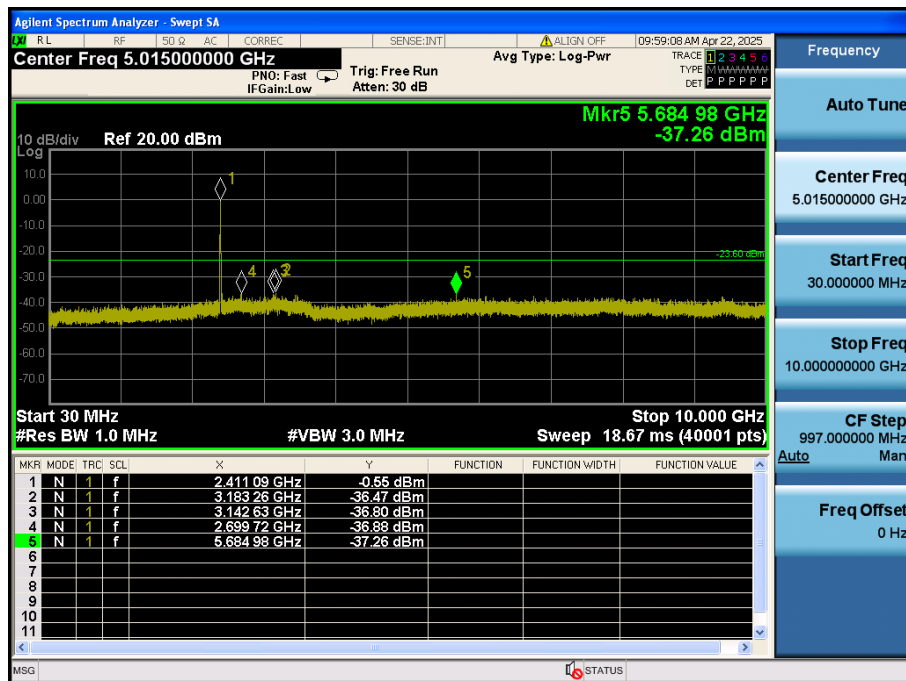 Agilent Spectrum Analyzer - Swept SA
LXI RL RF 50 Ω AC CORREC SENSE:INT ALIGN OFF 09:59:08 AM Apr 22, 2025
Center Freq 5.015000000 GHz
PNO: Fast
IFGain:Low
Trig: Free Run
Atten: 30 dB
Avg Type: Log-Pwr
TRACE 1 2 3 4 5 6
TYPE MWWWWW
DET P P P P P P
Mkr5 5.684 98 GHz
-37.26 dBm
10 dB/div
Log
Ref 20.00 dBm
10.0
0.00
-10.0
-20.0
-30.0
-40.0
-50.0
-60.0
-70.0
-23.60 dBm
1
4
3
2
5
Start 30 MHz
Stop 10.000 GHz
#Res BW 1.0 MHz
#VBW 3.0 MHz
Sweep 18.67 ms (40001 pts)
MKR MODE TRC SCL X Y FUNCTION FUNCTION WIDTH FUNCTION VALUE
1 N 1 f 2.411 09 GHz -0.55 dBm
2 N 1 f 3.183 26 GHz -36.47 dBm
3 N 1 f 3.142 63 GHz -36.80 dBm
4 N 1 f 2.699 72 GHz -36.88 dBm
5 N 1 f 5.684 98 GHz -37.26 dBm
6
7
8
9
10
11
MSG
STATUS
Frequency
Auto Tune
Center Freq
5.015000000 GHz
Start Freq
30.000000 MHz
Stop Freq
10.000000000 GHz
CF Step
997.000000 MHz
Auto Man
Freq Offset
0 Hz